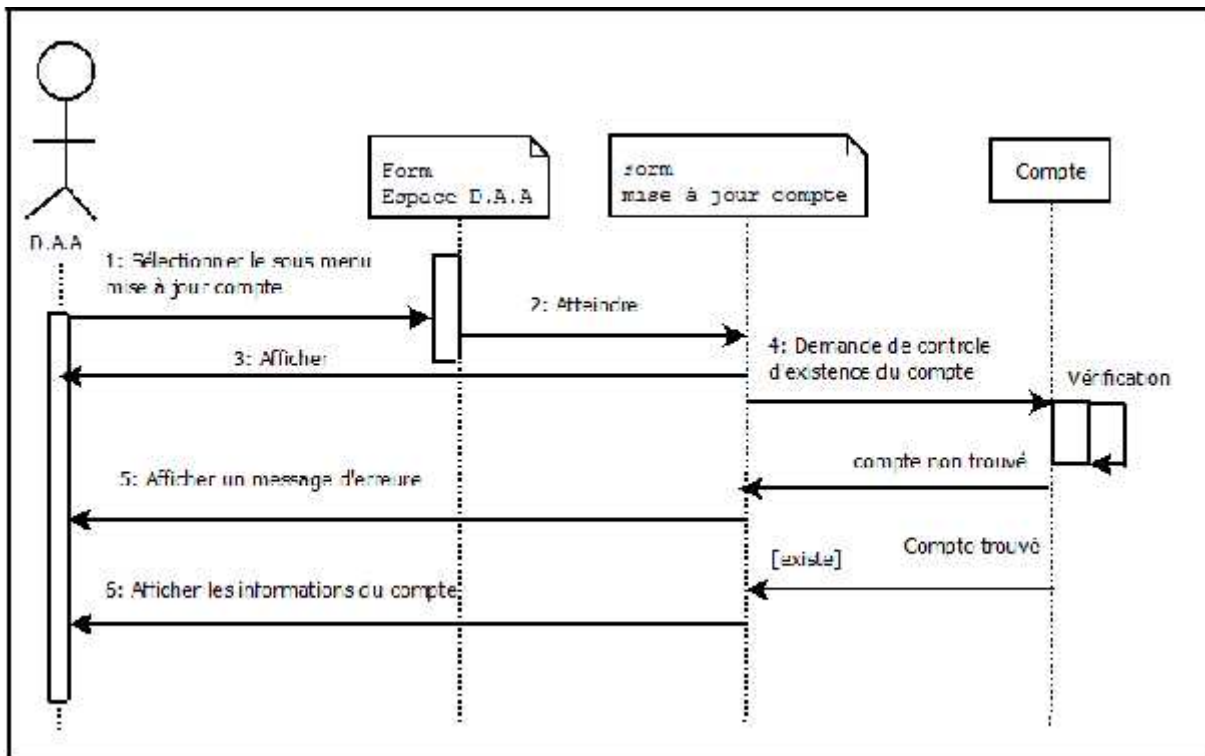 Form
Espace D.A.A
Form
mise à jour compte
Compte
D.A.A
1: Sélectionner le sous menu
mise à jour compte
2: Atteindre
3: Afficher
4: Demande de controle
d'existence du compte
Vérification
compte non trouvé
5: Afficher un message d'erreure
Compte trouvé
[existe]
6: Afficher les informations du compte